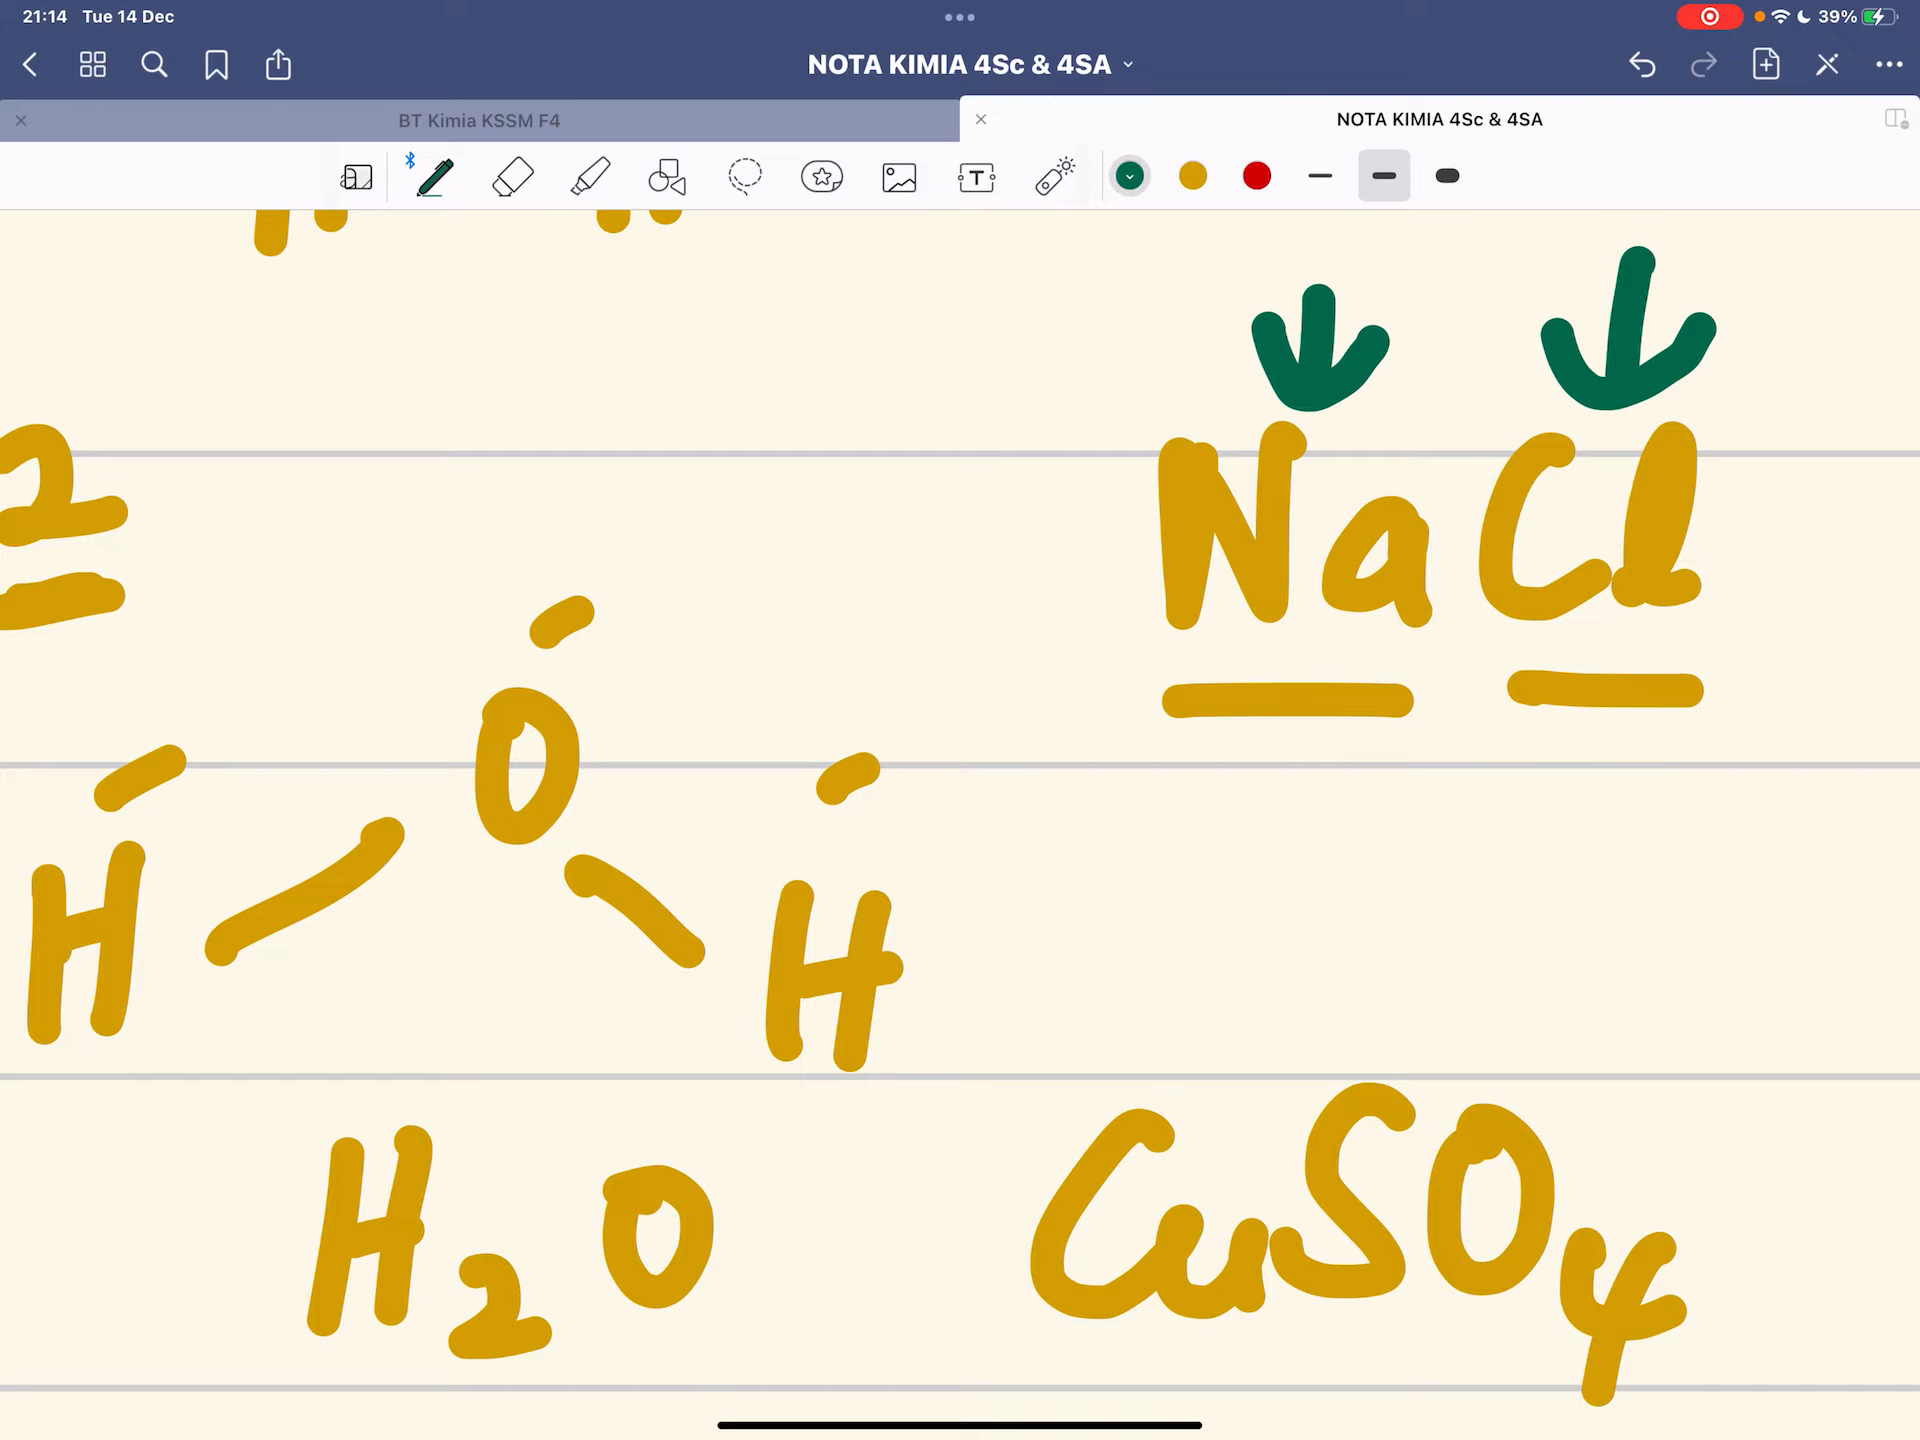 21:14 Tue 14 Dec
39%
NOTA KIMIA 4Sc & 4SA
BT Kimia KSSM F4
NOTA KIMIA 4Sc & 4SA
T
NaCl
2
O
H H
H2O CuSO4